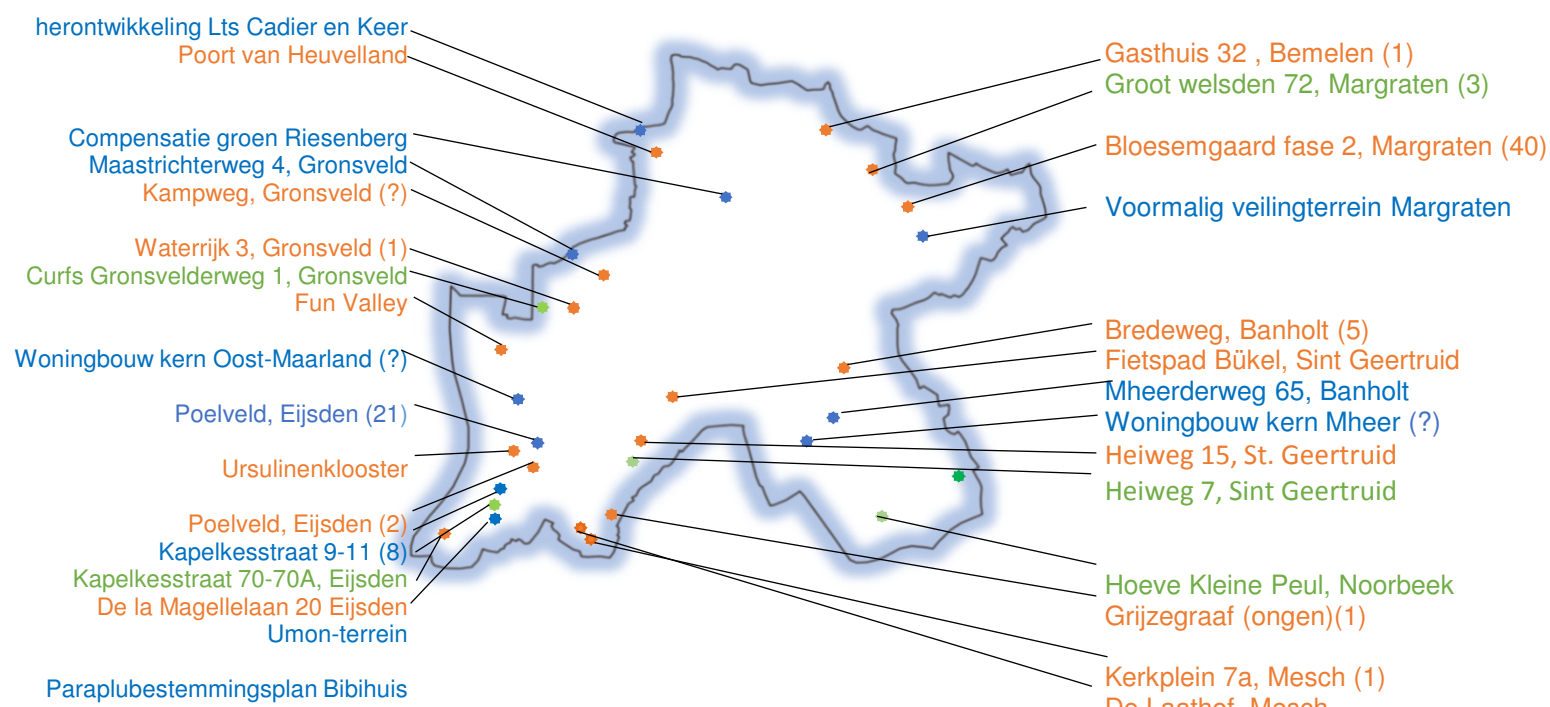 herontwikkeling Lts Cadier en Keer
Poort van Heuvelland
Compensatie groen Riesenberg
Maastrichterweg 4, Gronsveld
Kampweg, Gronsveld (?)
Waterrijk 3, Gronsveld (1)
Curfs Gronsvelderweg 1, Gronsveld
Fun Valley
Woningbouw kern Oost-Maarland (?)
Poelveld, Eijsden (21)
Ursulinenklooster
Poelveld, Eijsden (2)
Kapelkesstraat 9-11 (8)
Kapelkesstraat 70-70A, Eijsden
De la Magellelaan 20 Eijsden
Umon-terrein
Paraplubestemmingsplan Bibihuis
Gasthuis 32 , Bemelen (1)
Groot welsden 72, Margraten (3)
Bloesemgaard fase 2, Margraten (40)
Voormalig veilingterrein Margraten
Bredeweg, Banholt (5)
Fietspad Bükel, Sint Geertruid
Mheerderweg 65, Banholt
Woningbouw kern Mheer (?)
Heiweg 15, St. Geertruid
Heiweg 7, Sint Geertruid
Hoeve Kleine Peul, Noorbeek
Grijzegraaf (ongen)(1)
Kerkplein 7a, Mesch (1)
De Laathof, Mesch